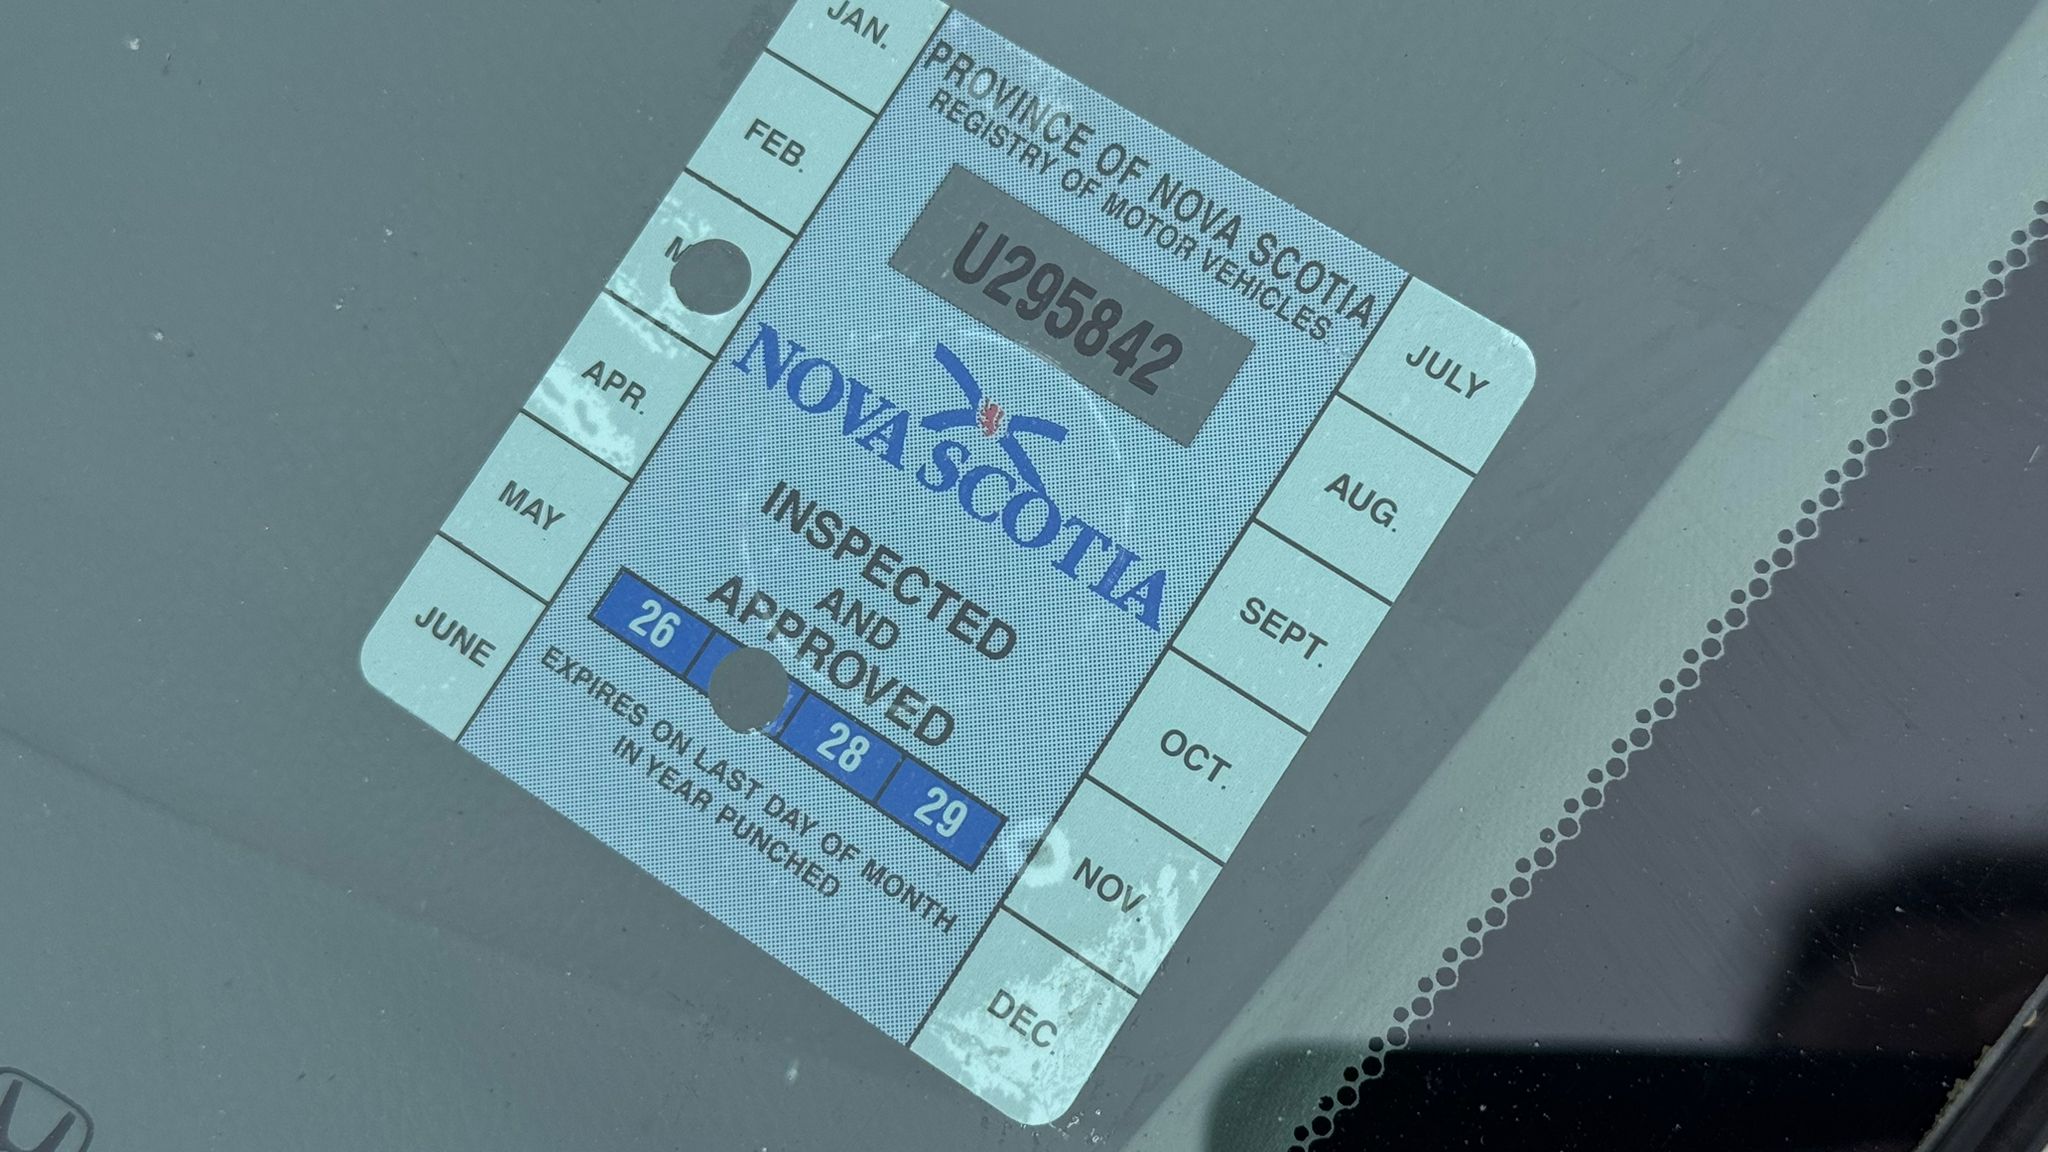 PROVINCE OF NOVA SCOTIA
REGISTRY OF MOTOR VEHICLES
U295842
NOVA SCOTIA
INSPECTED
AND
APPROVED
26 28 29
EXPIRES ON LAST DAY OF MONTH
IN YEAR PUNCHED
JAN.
FEB.
APR.
MAY
JUNE
JULY
AUG.
SEPT.
OCT.
NOV.
DEC.